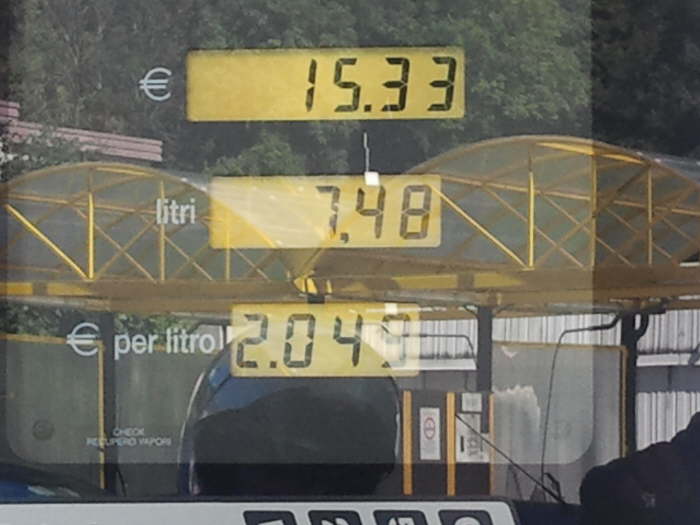 € 15.33
litri 7,48
€ per litro 2.049
CHECK
RECUPERO VAPORI